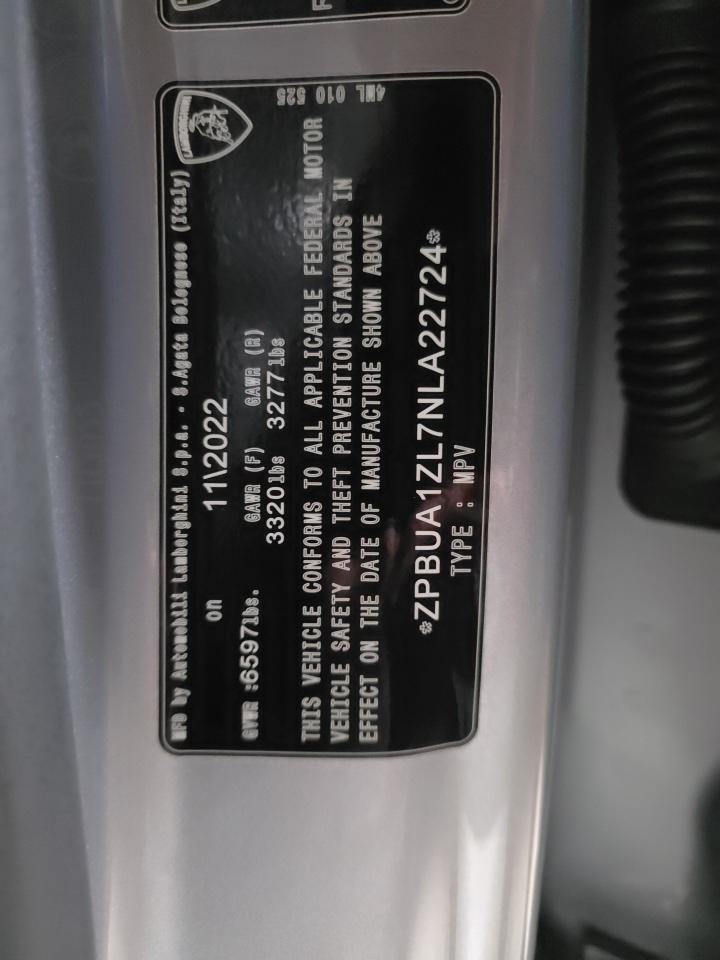 MFD by Automobili Lamborghini S.p.a. - S.Agata Bolognese (Italy)
LAMBORGHINI
on 11\2022
GAWR (F) GAWR (R)
GVWR :6597lbs. 3320lbs 3277lbs
THIS VEHICLE CONFORMS TO ALL APPLICABLE FEDERAL MOTOR
VEHICLE SAFETY AND THEFT PREVENTION STANDARDS IN
EFFECT ON THE DATE OF MANUFACTURE SHOWN ABOVE
*ZPBUA1ZL7NLA22724*
TYPE : MPV
4ML 010 525